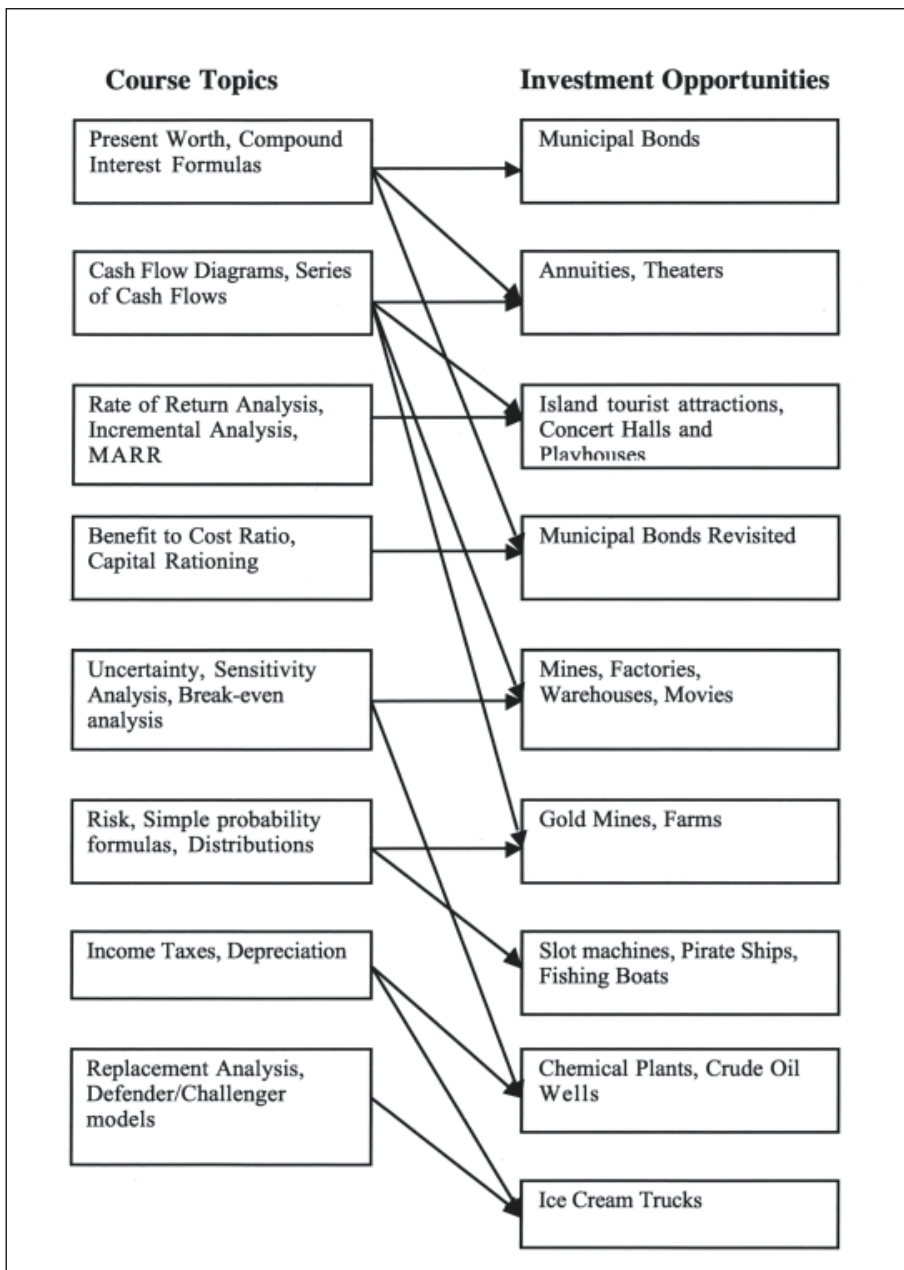 Course Topics
Investment Opportunities
Present Worth, Compound
Interest Formulas
Municipal Bonds
Cash Flow Diagrams, Series
of Cash Flows
Annuities, Theaters
Rate of Return Analysis,
Incremental Analysis,
MARR
Island tourist attractions,
Concert Halls and
Playhouses
Benefit to Cost Ratio,
Capital Rationing
Municipal Bonds Revisited
Uncertainty, Sensitivity
Analysis, Break-even
analysis
Mines, Factories,
Warehouses, Movies
Risk, Simple probability
formulas, Distributions
Gold Mines, Farms
Income Taxes, Depreciation
Slot machines, Pirate Ships,
Fishing Boats
Replacement Analysis,
Defender/Challenger
models
Chemical Plants, Crude Oil
Wells
Ice Cream Trucks